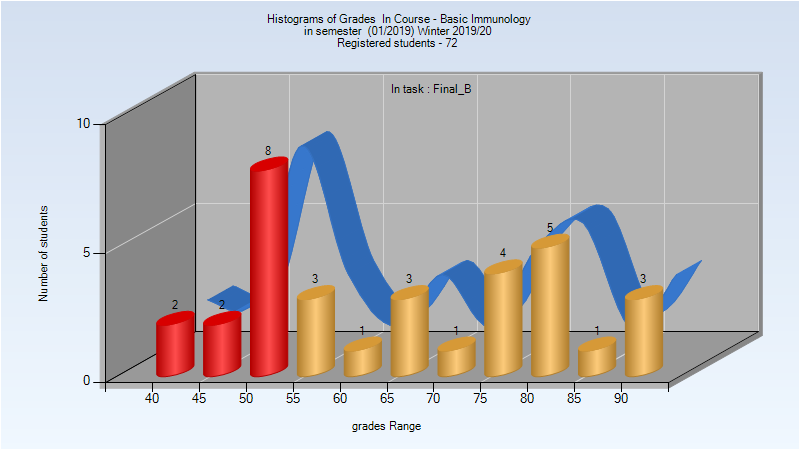 Histograms of Grades  In Course - Basic Immunology
in semester  (01/2019) Winter 2019/20
Registered students - 72
In task : Final_B
10
5
0
Number of students
2
2
8
3
1
3
1
4
5
1
3
40 45 50 55 60 65 70 75 80 85 90
grades Range